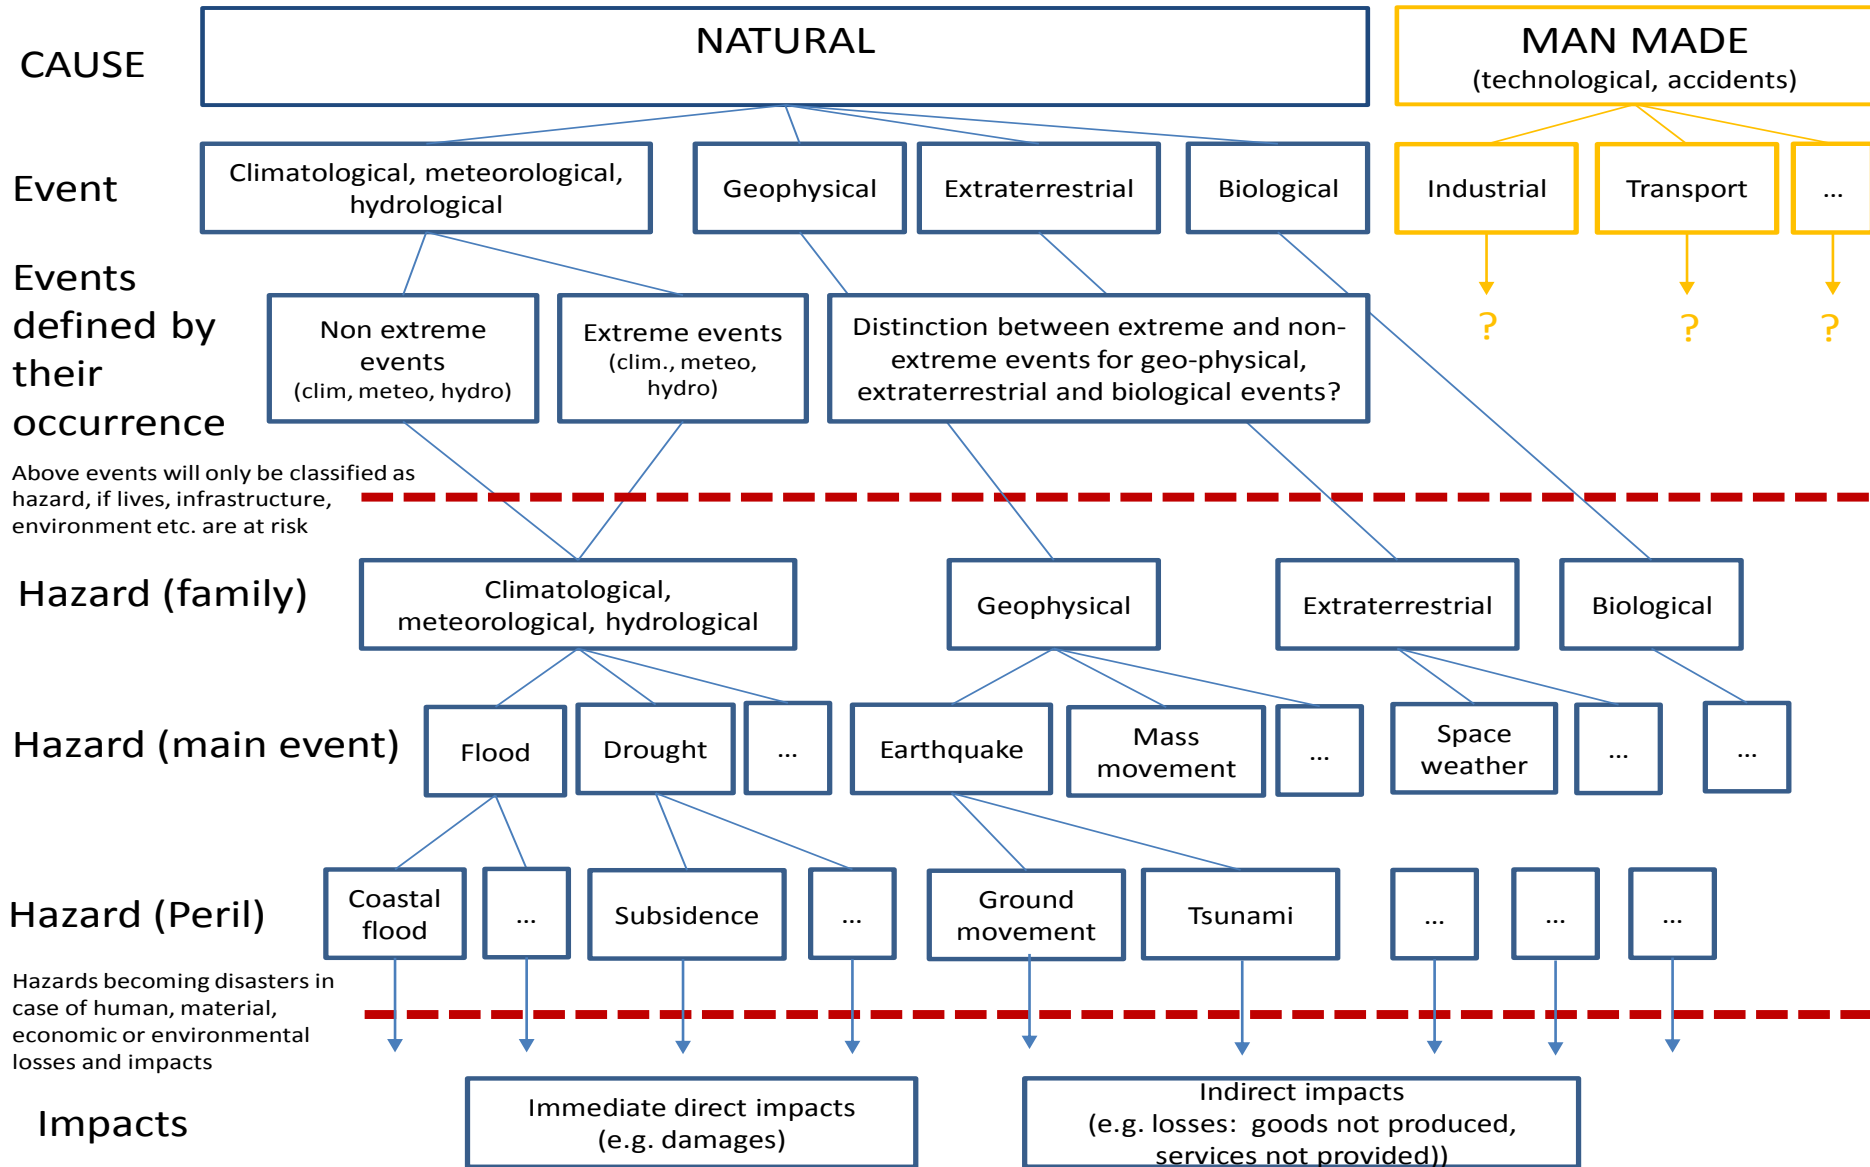 CAUSE
NATURAL
MAN MADE
(technological, accidents)
Event
Climatological, meteorological,
hydrological
Geophysical
Extraterrestrial
Biological
Industrial
Transport
...
Events
defined by
their
occurrence
Non extreme
events
(clim, meteo, hydro)
Extreme events
(clim., meteo,
hydro)
Distinction between extreme and non-
extreme events for geo-physical,
extraterrestrial and biological events?
?
?
?
Above events will only be classified as
hazard, if lives, infrastructure,
environment etc. are at risk
Hazard (family)
Climatological,
meteorological, hydrological
Geophysical
Extraterrestrial
Biological
Hazard (main event)
Flood
Drought
...
Earthquake
Mass
movement
...
Space
weather
...
...
Hazard (Peril)
Coastal
flood
...
Subsidence
...
Ground
movement
Tsunami
...
...
...
Hazards becoming disasters in
case of human, material,
economic or environmental
losses and impacts
Impacts
Immediate direct impacts
(e.g. damages)
Indirect impacts
(e.g. losses:  goods not produced,
services not provided))